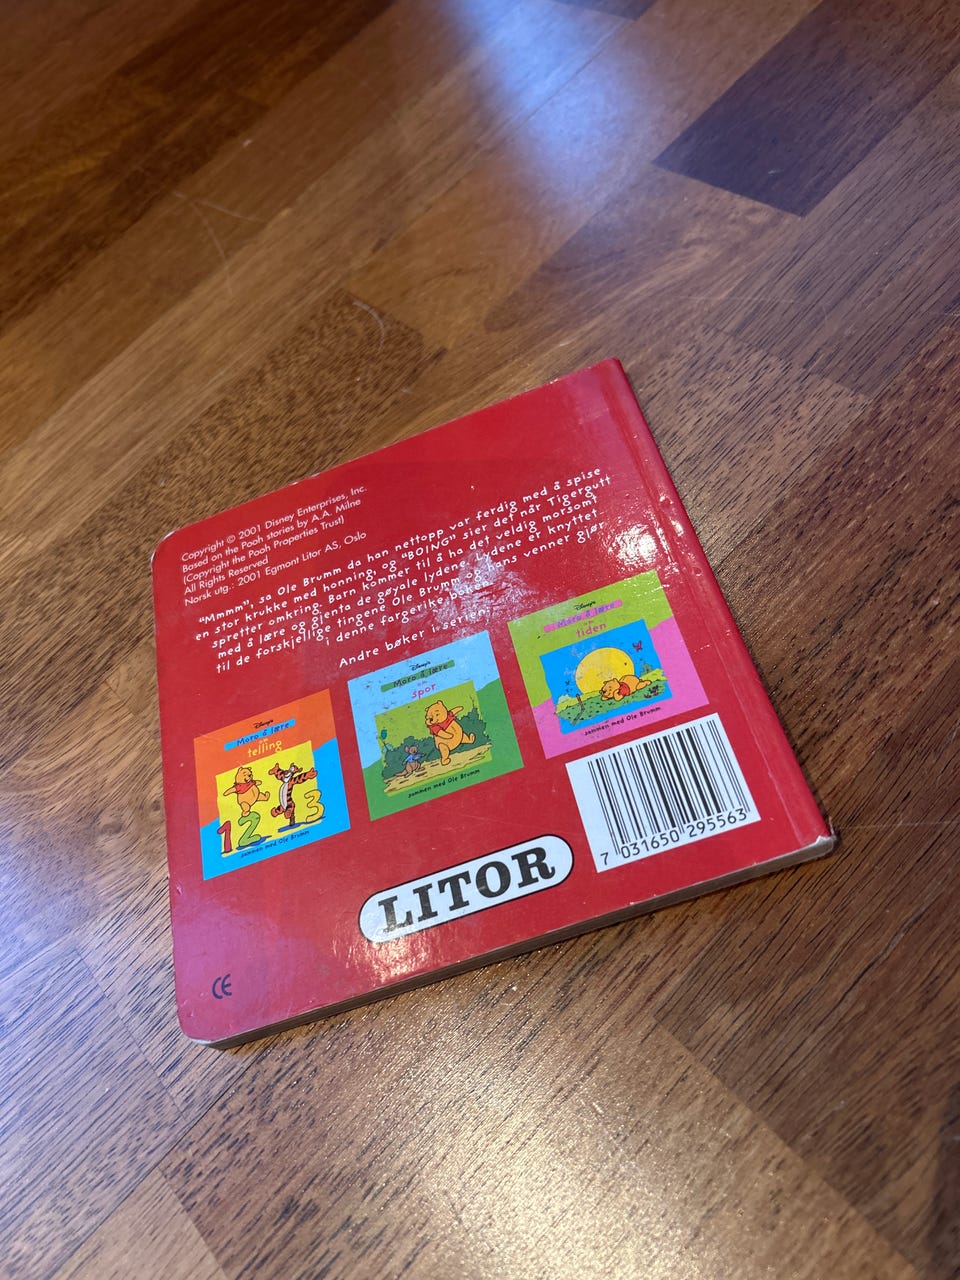 Copyright © 2001 Disney Enterprises, Inc.
Based on the Pooh stories by A.A. Milne
(Copyright the Pooh Properties Trust)
All Rights Reserved
Norsk utg.: 2001 Egmont Litor AS, Oslo
"Mmmm", sa Ole Brumm da han nettopp var ferdig med å spise
en stor krukke med honning, og "BOING" sier det når Tigergutt
spretter omkring. Barn kommer til å ha det veldig morsomt
med å lære og gjenta de gøyale lydene. Lydene er knyttet
til de forskjellige tingene Ole Brumm og hans venner gjør
i denne fargerike boken.
Andre bøker i serien:
Disney's
Moro å lære
om
telling
1 2 3
sammen med Ole Brumm
Disney's
Moro å lære
om
spor
sammen med Ole Brumm
Disney's
Moro å lære
om
tiden
sammen med Ole Brumm
7 031650 295563
LITOR
CE